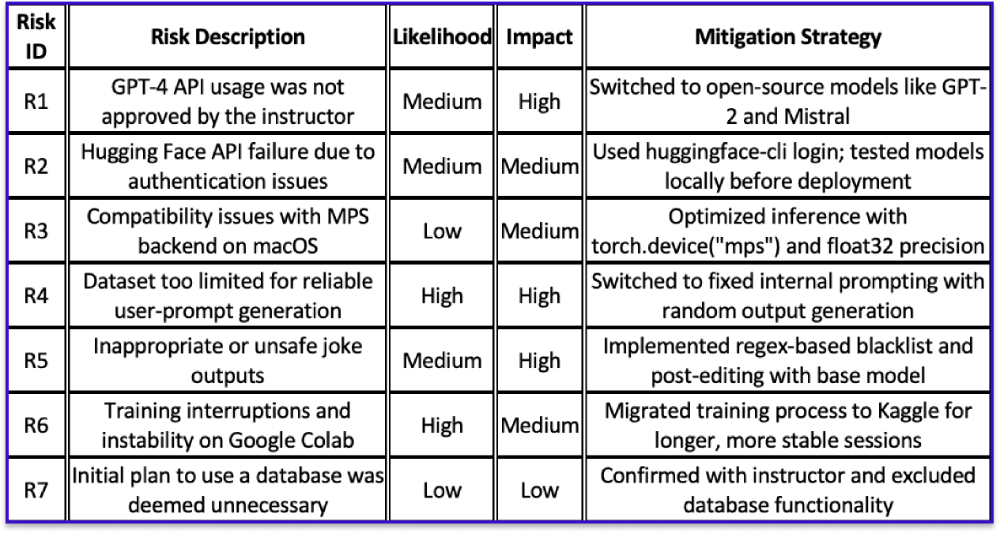 Risk ID | Risk Description | Likelihood | Impact | Mitigation Strategy
R1 | GPT-4 API usage was not approved by the instructor | Medium | High | Switched to open-source models like GPT-2 and Mistral
R2 | Hugging Face API failure due to authentication issues | Medium | Medium | Used huggingface-cli login; tested models locally before deployment
R3 | Compatibility issues with MPS backend on macOS | Low | Medium | Optimized inference with torch.device("mps") and float32 precision
R4 | Dataset too limited for reliable user-prompt generation | High | High | Switched to fixed internal prompting with random output generation
R5 | Inappropriate or unsafe joke outputs | Medium | High | Implemented regex-based blacklist and post-editing with base model
R6 | Training interruptions and instability on Google Colab | High | Medium | Migrated training process to Kaggle for longer, more stable sessions
R7 | Initial plan to use a database was deemed unnecessary | Low | Low | Confirmed with instructor and excluded database functionality